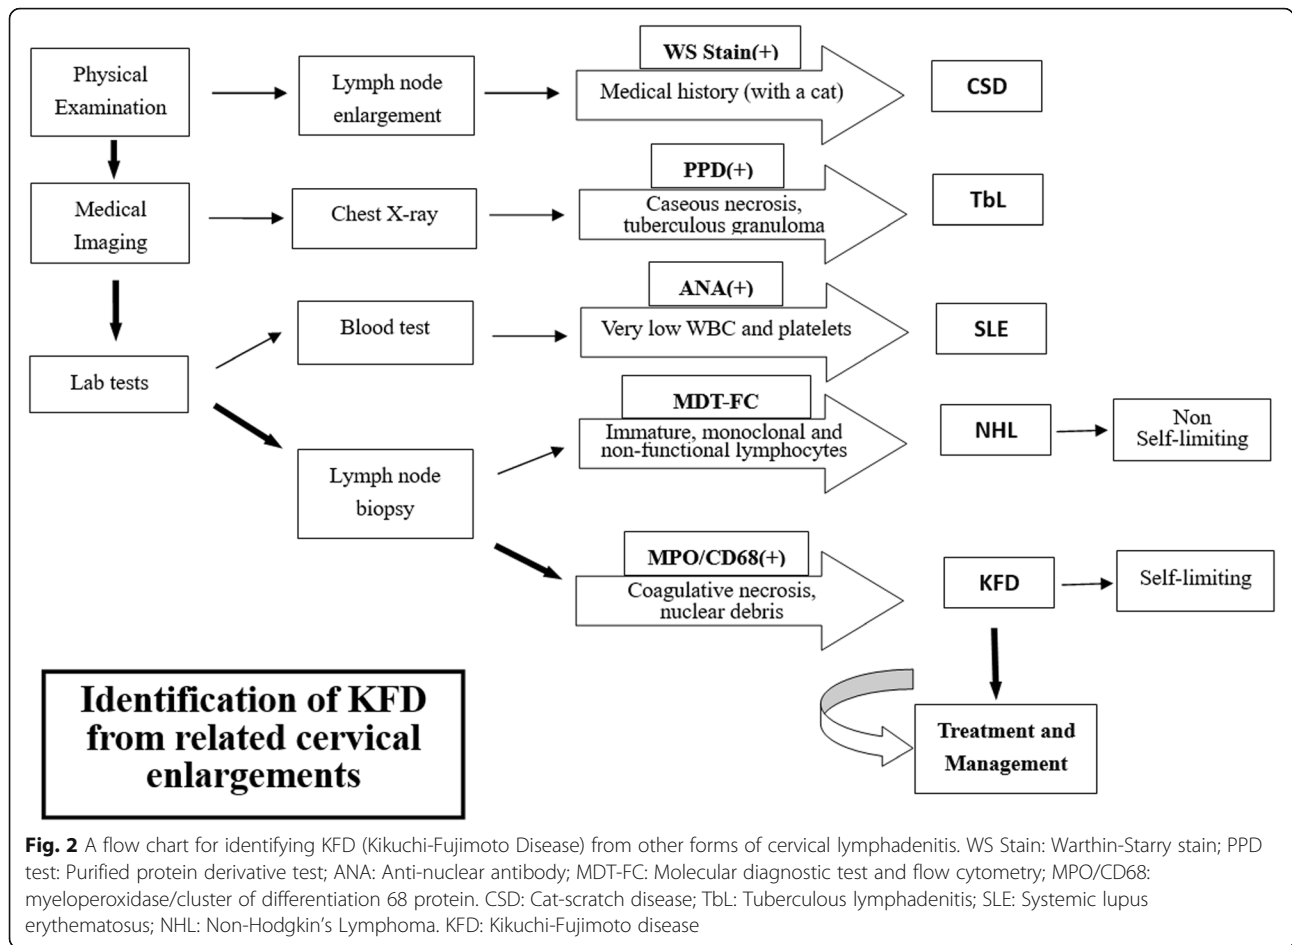 Physical
Examination
Lymph node
enlargement
WS Stain(+)
Medical history (with a cat)
CSD
Medical
Imaging
Chest X-ray
PPD(+)
Caseous necrosis,
tuberculous granuloma
TbL
Lab tests
Blood test
ANA(+)
Very low WBC and platelets
SLE
Lymph node
biopsy
MDT-FC
Immature, monoclonal and
non-functional lymphocytes
NHL
Non
Self-limiting
MPO/CD68(+)
Coagulative necrosis,
nuclear debris
KFD
Self-limiting
Treatment and
Management
Identification of KFD
from related cervical
enlargements
Fig. 2 A flow chart for identifying KFD (Kikuchi-Fujimoto Disease) from other forms of cervical lymphadenitis. WS Stain: Warthin-Starry stain; PPD
test: Purified protein derivative test; ANA: Anti-nuclear antibody; MDT-FC: Molecular diagnostic test and flow cytometry; MPO/CD68:
myeloperoxidase/cluster of differentiation 68 protein. CSD: Cat-scratch disease; TbL: Tuberculous lymphadenitis; SLE: Systemic lupus
erythematosus; NHL: Non-Hodgkin's Lymphoma. KFD: Kikuchi-Fujimoto disease